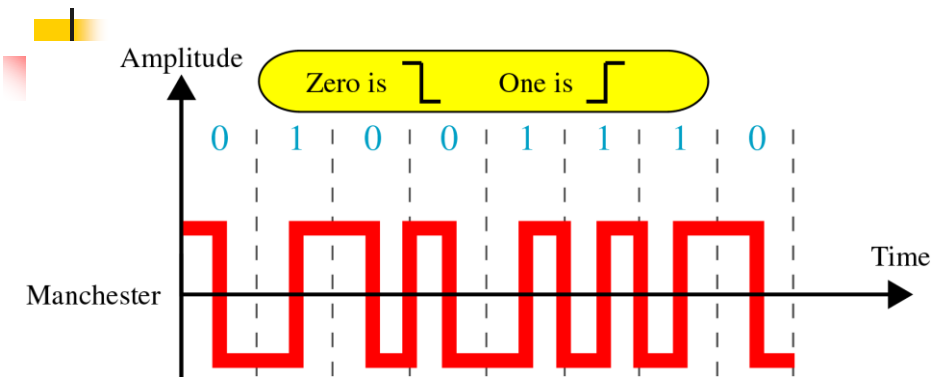 Amplitude
Zero is One is
0 1 0 0 1 1 1 0
Time
Manchester